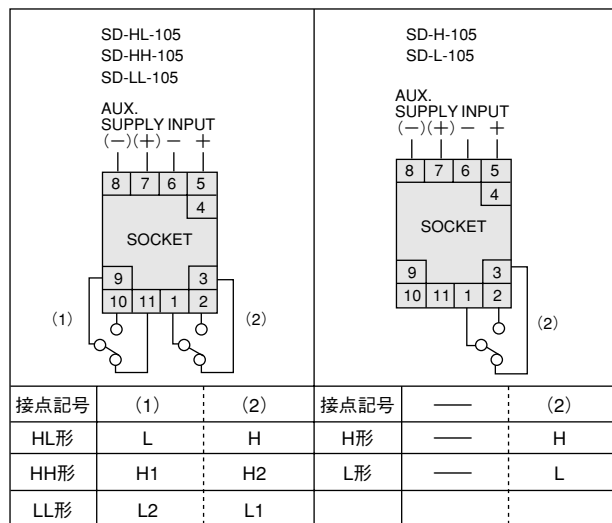 SD-HL-105
SD-HH-105
SD-LL-105
AUX.
SUPPLY INPUT
(−)(+) − +
8 7 6 5
4
SOCKET
9 3
10 11 1 2
(1) (2)
SD-H-105
SD-L-105
AUX.
SUPPLY INPUT
(−)(+) − +
8 7 6 5
4
SOCKET
9 3
10 11 1 2
(2)
接点記号 (1) (2)
HL形 L H
HH形 H1 H2
LL形 L2 L1
接点記号 —— (2)
H形 —— H
L形 —— L